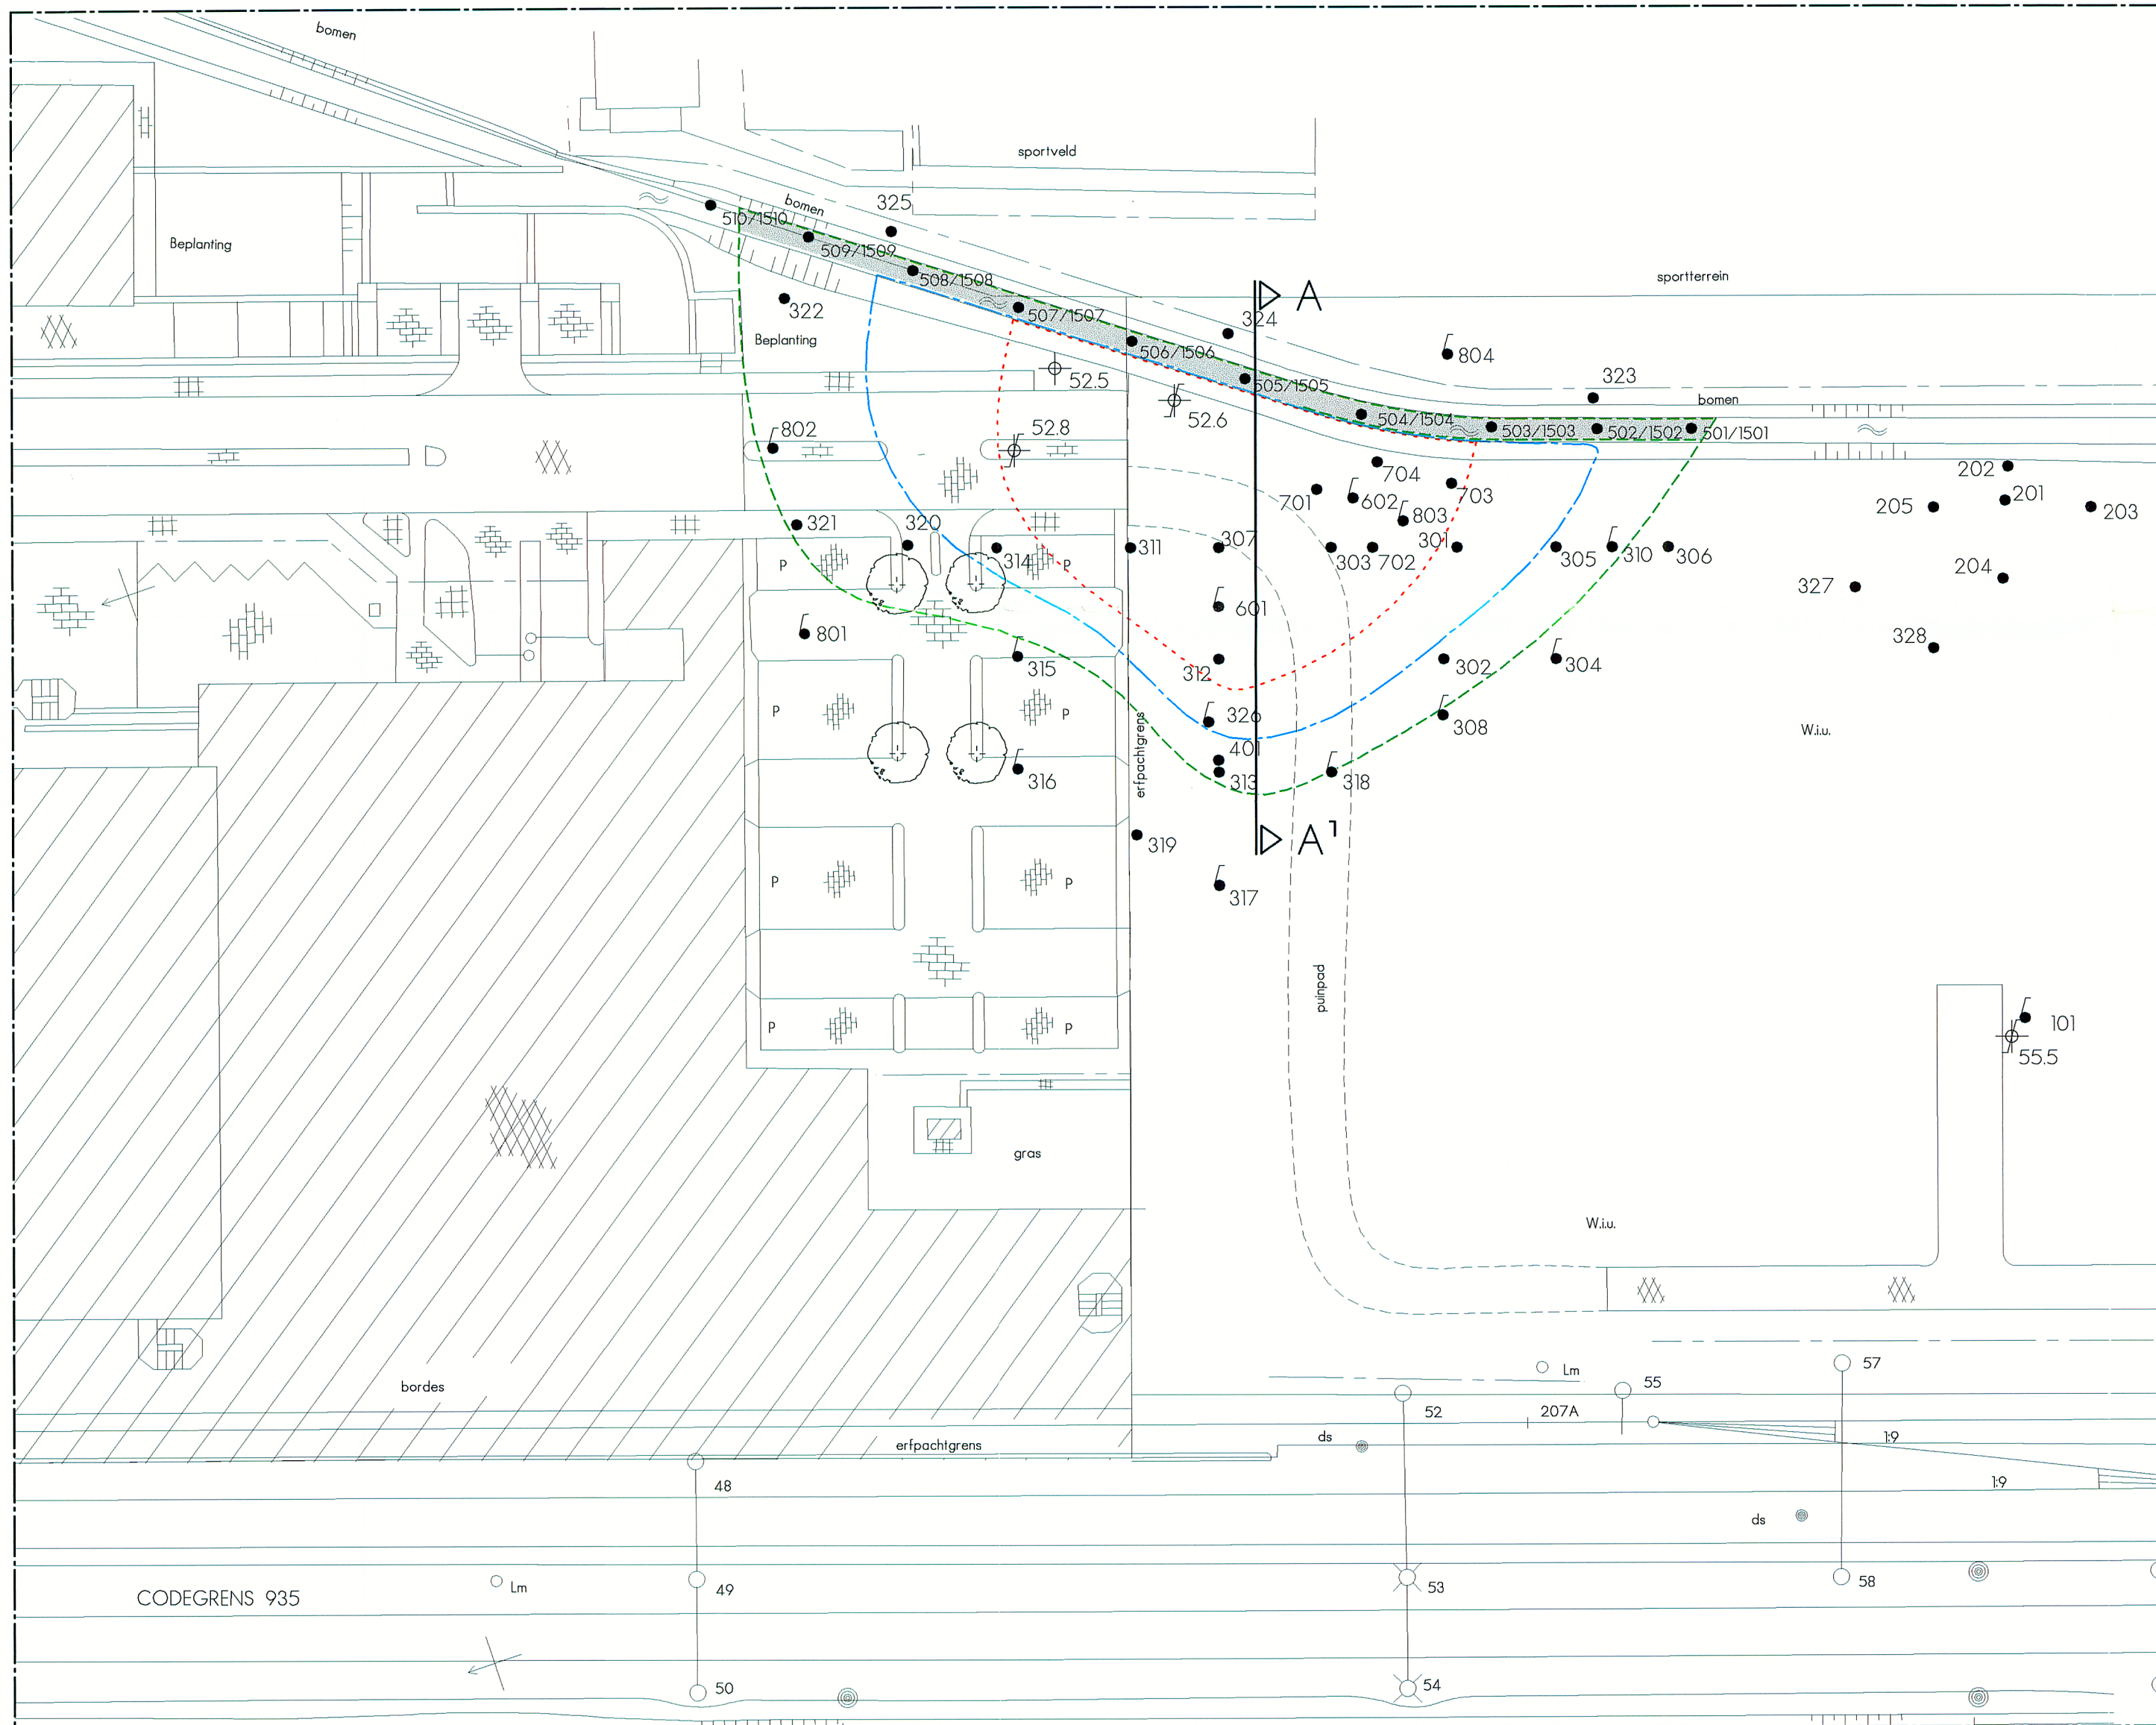 bomen
sportveld
bomen
325
510/1510
509/1509
508/1508
Beplanting
sportterrein
322
507/1507
A
324
Beplanting
506/1506
804
52.5
505/1505
323
bomen
52.6
504/1504
503/1503
502/1502
501/1501
802
52.8
704
202
701
602
703
201
205
203
803
321
320
307
301
311
314
303
702
305
310
306
P
P
204
327
601
801
328
315
312
302
304
P
P
326
308
W.i.u.
401
erfpachtgrens
316
313
318
A1
319
P
P
317
puinpad
P
P
101
55.5
gras
W.i.u.
Lm
57
bordes
55
52
207A
ds
1:9
erfpachtgrens
48
1:9
ds
Lm
49
53
58
CODEGRENS 935
50
54